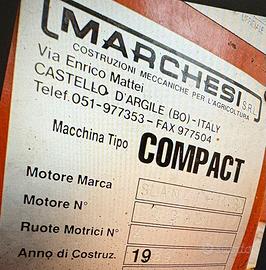 MARCHESI S.R.L.
COSTRUZIONI MECCANICHE PER L'AGRICOLTURA
Via Enrico Mattei
CASTELLO D'ARGILE (BO) - ITALY
Telef. 051-977353 - FAX 977504
Macchina Tipo COMPACT
Motore Marca
Motore N°
Ruote Motrici N°
Anno di Costruz. 19